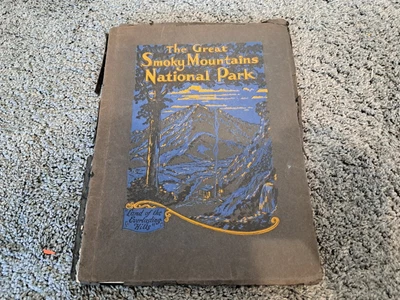 The Great
Smoky Mountains
National Park
Land of the
Everlasting
Hills